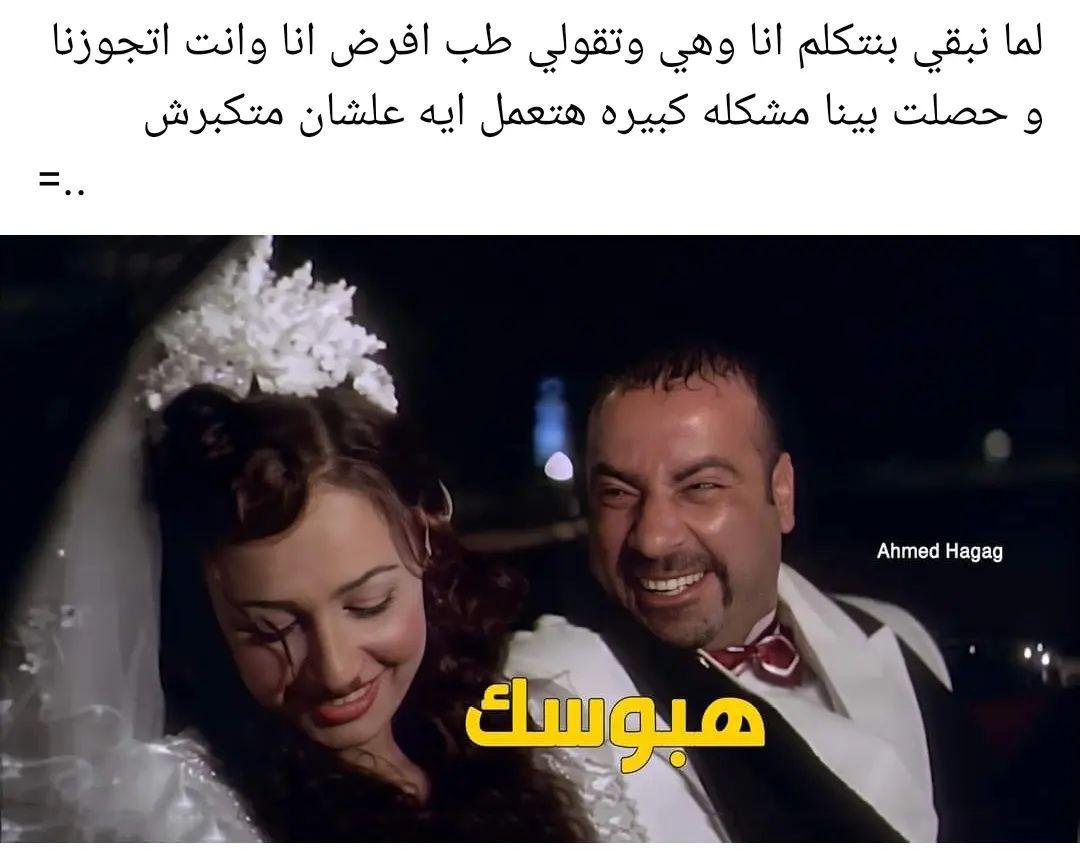 لما نبقي بنتكلم انا وهي وتقولي طب افرض انا وانت اتجوزنا
و حصلت بينا مشكله كبيره هتعمل ايه علشان متكبرش
..=
Ahmed Hagag
هبوسك